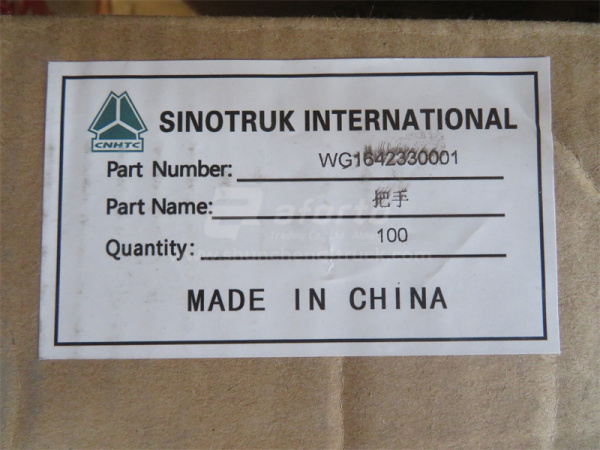 SINOTRUK INTERNATIONAL
CNHTC
Part Number: WG1642330001
Part Name: 把手
Quantity: 100
MADE IN CHINA